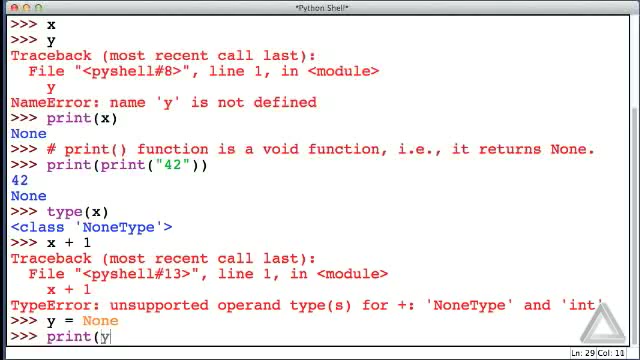 *Python Shell*
>>> x
>>> y
Traceback (most recent call last):
  File "<pyshell#8>", line 1, in <module>
    y
NameError: name 'y' is not defined
>>> print(x)
None
>>> # print() function is a void function, i.e., it returns None.
>>> print(print("42"))
42
None
>>> type(x)
<class 'NoneType'>
>>> x + 1
Traceback (most recent call last):
  File "<pyshell#13>", line 1, in <module>
    x + 1
TypeError: unsupported operand type(s) for +: 'NoneType' and 'int'
>>> y = None
>>> print(y
Ln: 29 Col: 11